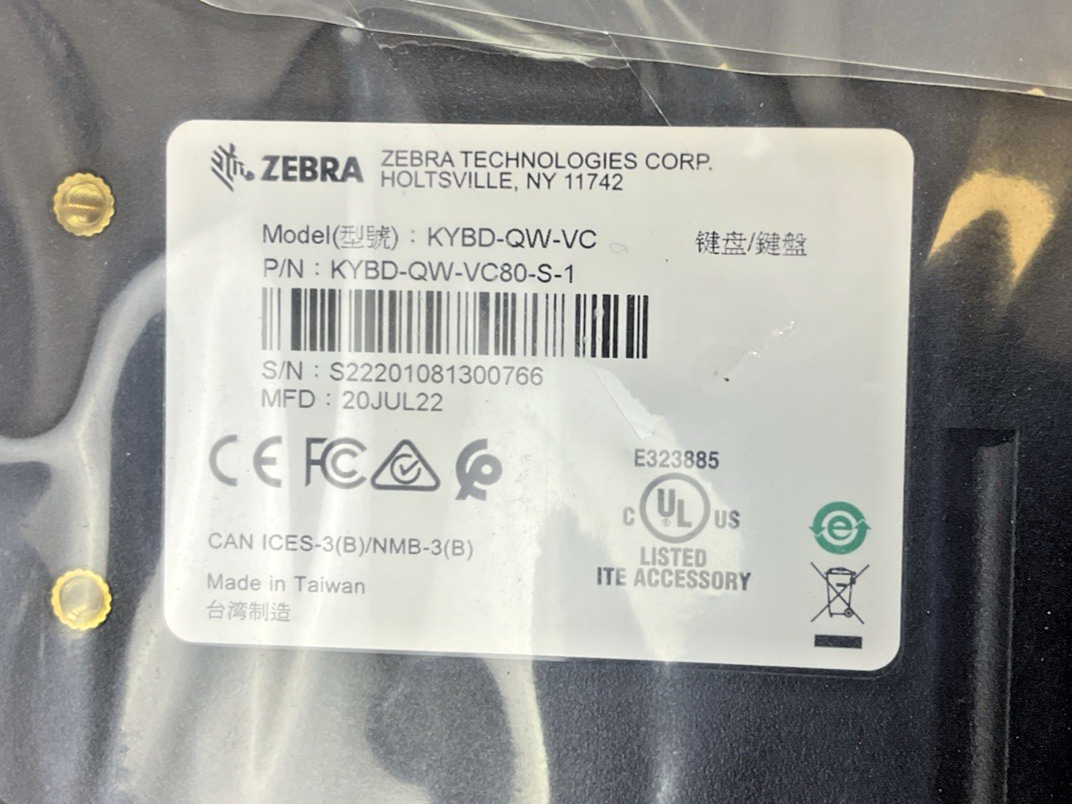 ZEBRA
ZEBRA TECHNOLOGIES CORP.
HOLTSVILLE, NY 11742
Model(型號) : KYBD-QW-VC
键盘/鍵盤
P/N : KYBD-QW-VC80-S-1
S/N : S22201081300766
MFD : 20JUL22
CE FC
E323885
C UL US
®
LISTED
ITE ACCESSORY
e
CAN ICES-3(B)/NMB-3(B)
Made in Taiwan
台湾制造